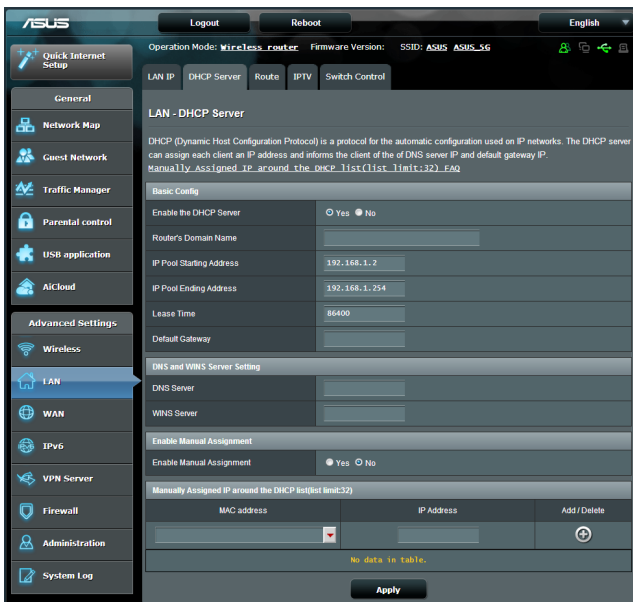 ASUS
Logout
Reboot
English
Quick Internet Setup
Operation Mode: Wireless router Firmware Version: SSID: ASUS ASUS_5G
LAN IP
DHCP Server
Route
IPTV
Switch Control
General
Network Map
Guest Network
Traffic Manager
Parental control
USB application
AiCloud
Advanced Settings
Wireless
LAN
WAN
IPv6
VPN Server
Firewall
Administration
System Log
LAN - DHCP Server
DHCP (Dynamic Host Configuration Protocol) is a protocol for the automatic configuration used on IP networks. The DHCP server
can assign each client an IP address and informs the client of the of DNS server IP and default gateway IP.
Manually Assigned IP around the DHCP list(list limit:32) FAQ
Basic Config
Enable the DHCP Server
Yes No
Router's Domain Name
IP Pool Starting Address
192.168.1.2
IP Pool Ending Address
192.168.1.254
Lease Time
86400
Default Gateway
DNS and WINS Server Setting
DNS Server
WINS Server
Enable Manual Assignment
Enable Manual Assignment
Yes No
Manually Assigned IP around the DHCP list(list limit:32)
MAC address
IP Address
Add / Delete
No data in table.
Apply